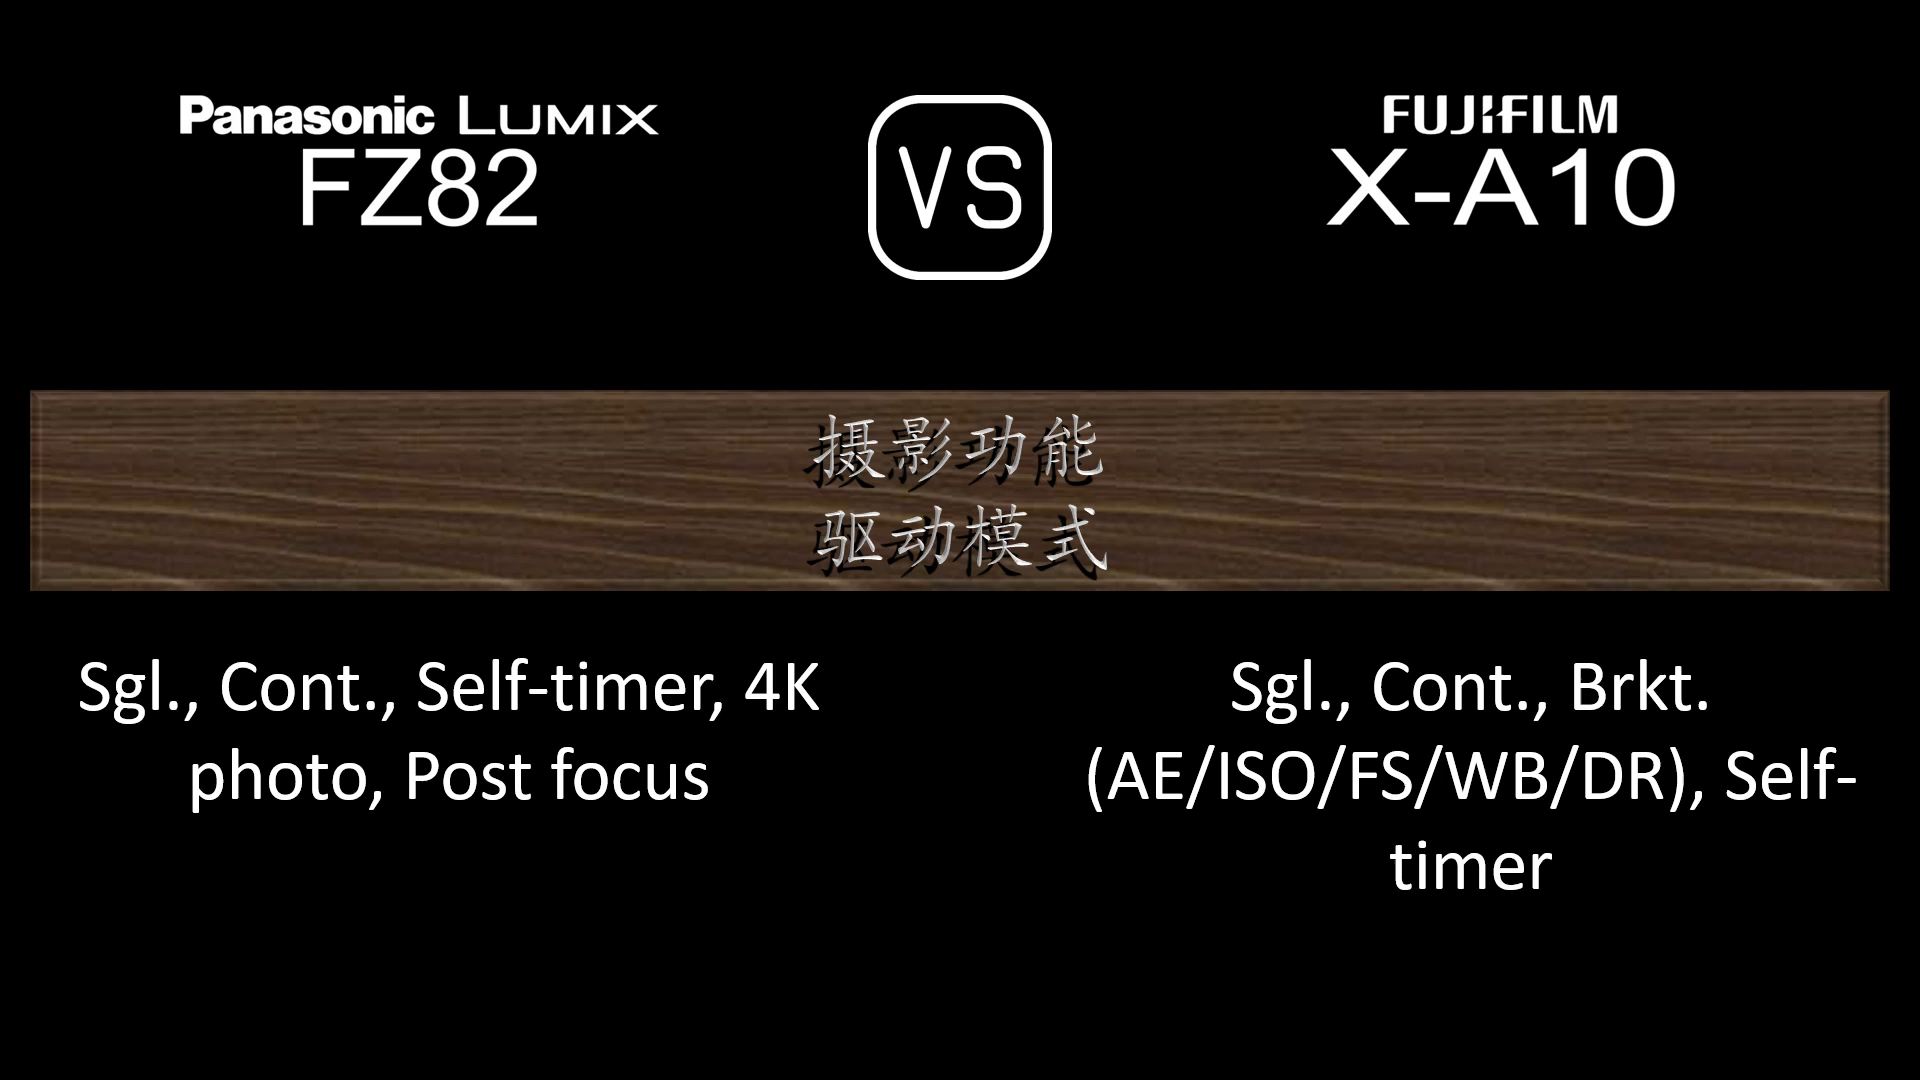 Panasonic LUMIX
FZ82
VS
FUJIFILM
X-A10
摄影功能
驱动模式
Sgl., Cont., Self-timer, 4K
photo, Post focus
Sgl., Cont., Brkt.
(AE/ISO/FS/WB/DR), Self-
timer